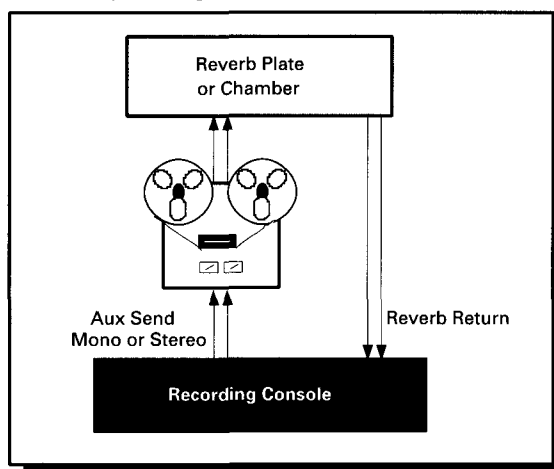 Reverb Plate
or Chamber
Aux Send
Mono or Stereo
Reverb Return
Recording Console